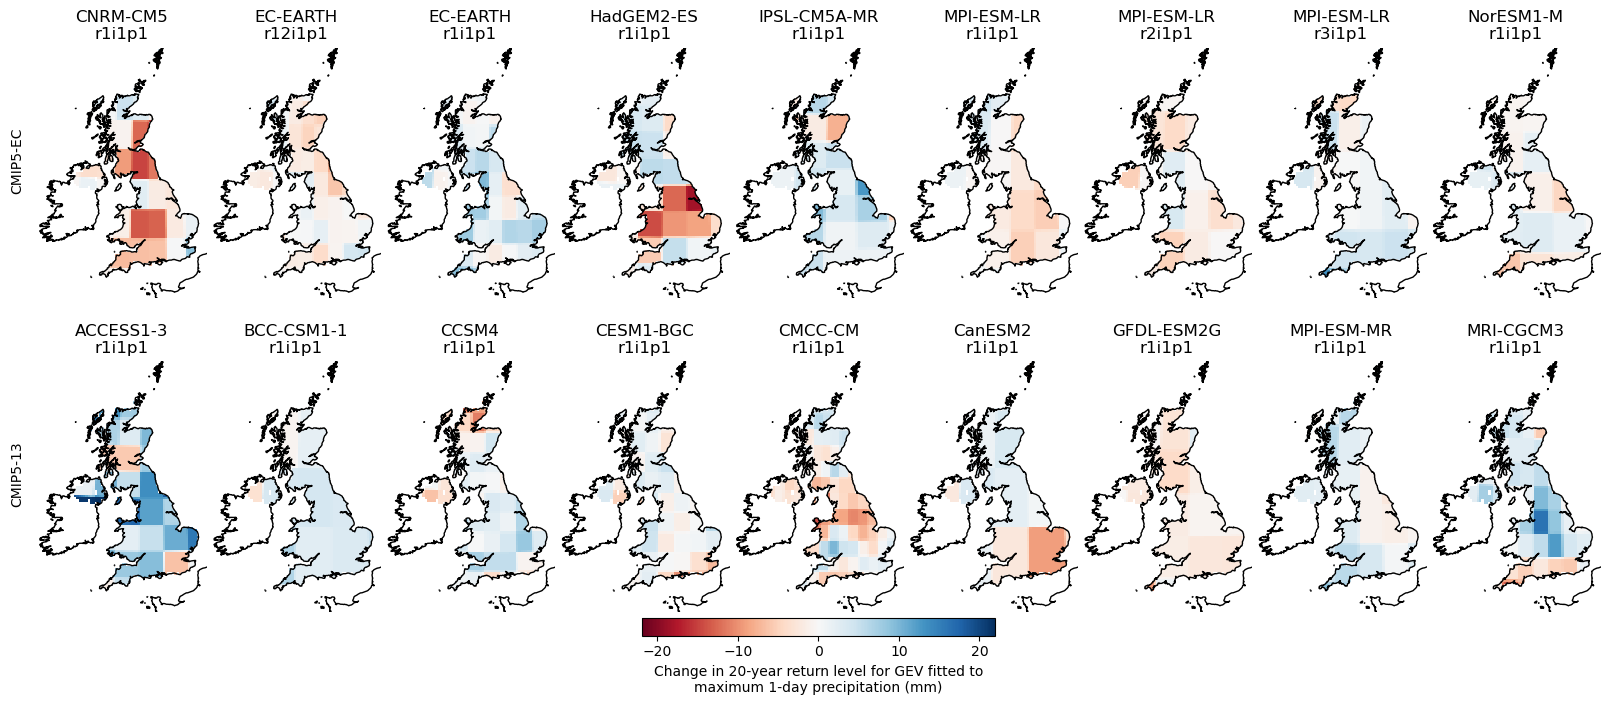 CNRM-CM5
r1i1p1
EC-EARTH
r12i1p1
EC-EARTH
r1i1p1
HadGEM2-ES
r1i1p1
IPSL-CM5A-MR
r1i1p1
MPI-ESM-LR
r1i1p1
MPI-ESM-LR
r2i1p1
MPI-ESM-LR
r3i1p1
NorESM1-M
r1i1p1
CMIP5-EC
ACCESS1-3
r1i1p1
BCC-CSM1-1
r1i1p1
CCSM4
r1i1p1
CESM1-BGC
r1i1p1
CMCC-CM
r1i1p1
CanESM2
r1i1p1
GFDL-ESM2G
r1i1p1
MPI-ESM-MR
r1i1p1
MRI-CGCM3
r1i1p1
CMIP5-13
−20 −10 0 10 20
Change in 20-year return level for GEV fitted to
maximum 1-day precipitation (mm)